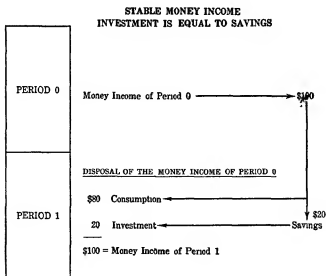 STABLE MONEY INCOME
INVESTMENT IS EQUAL TO SAVINGS
PERIOD 0
Money Income of Period 0 $100
DISPOSAL OF THE MONEY INCOME OF PERIOD 0
$80 Consumption
$20
PERIOD 1
20 Investment Savings
$100 = Money Income of Period 1